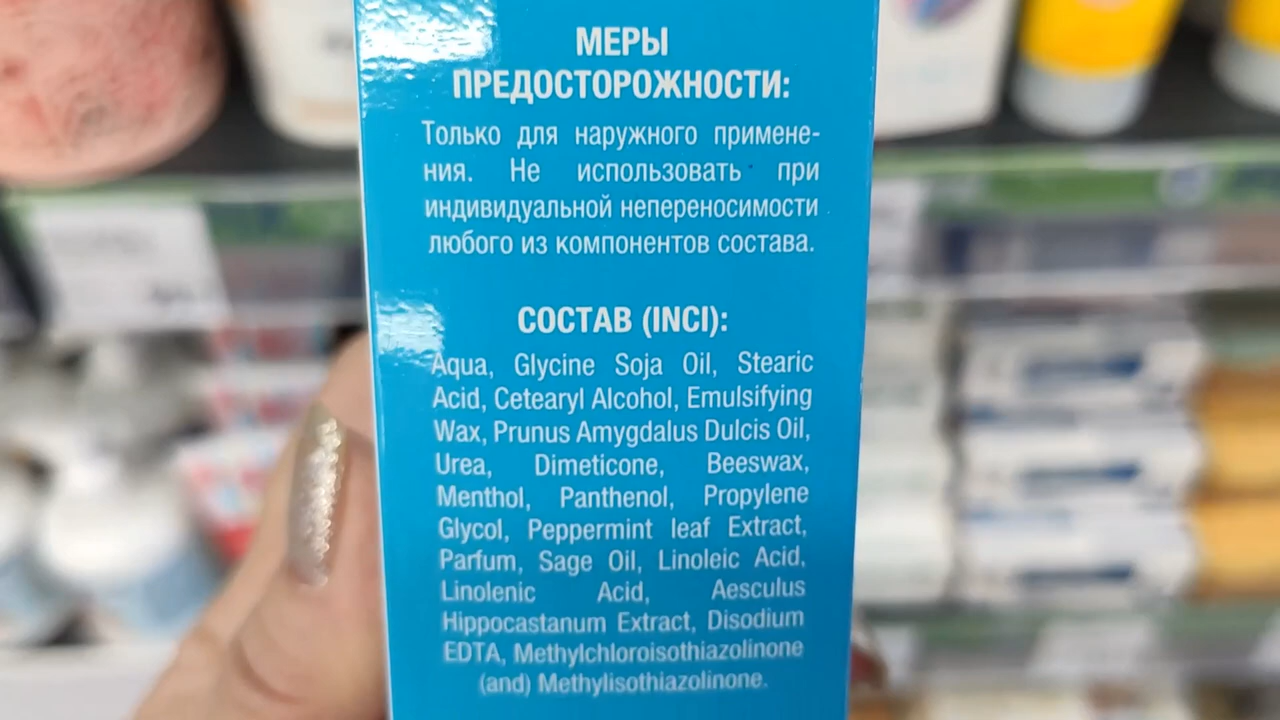 МЕРЫ
ПРЕДОСТОРОЖНОСТИ:
Только для наружного примене-
ния. Не использовать при
индивидуальной непереносимости
любого из компонентов состава.
СОСТАВ (INCI):
Aqua, Glycine Soja Oil, Stearic
Acid, Cetearyl Alcohol, Emulsifying
Wax, Prunus Amygdalus Dulcis Oil,
Urea, Dimeticone, Beeswax,
Menthol, Panthenol, Propylene
Glycol, Peppermint leaf Extract,
Parfum, Sage Oil, Linoleic Acid,
Linolenic Acid, Aesculus
Hippocastanum Extract, Disodium
EDTA, Methylchloroisothiazolinone
(and) Methylisothiazolinone.